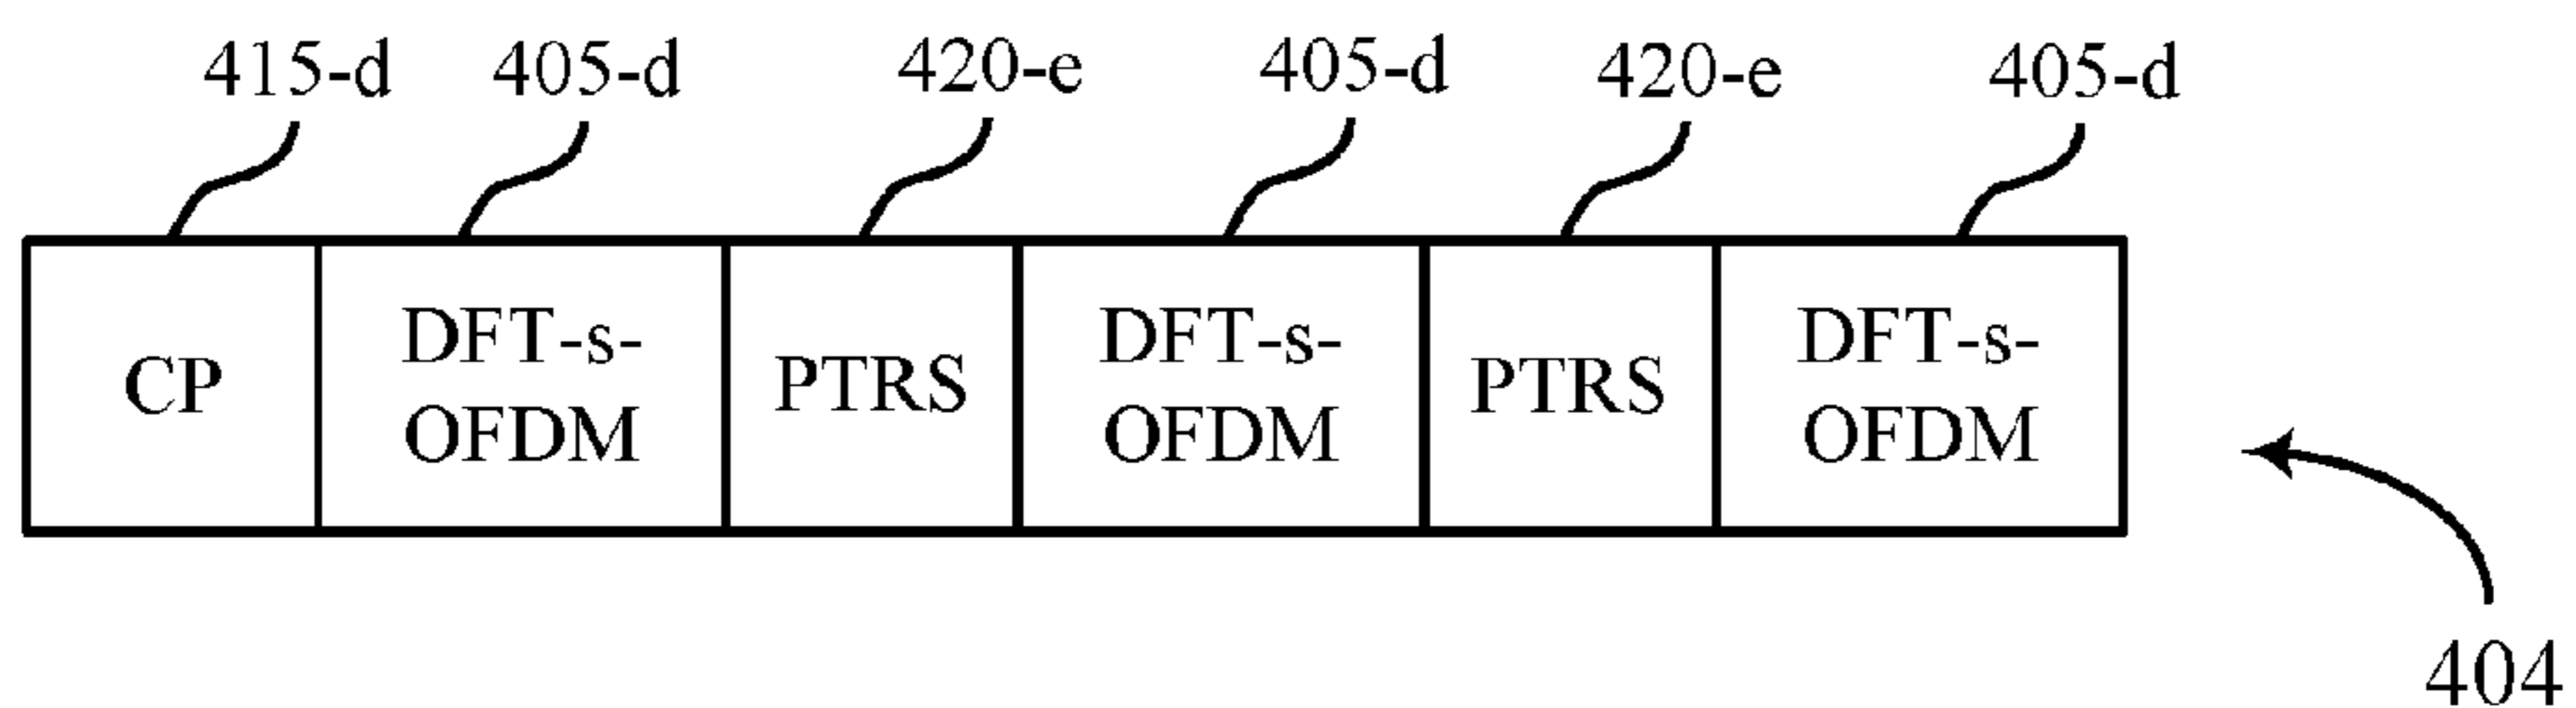 415-d 405-d 420-e 405-d 420-e 405-d
CP DFT-s-OFDM PTRS DFT-s-OFDM PTRS DFT-s-OFDM
404